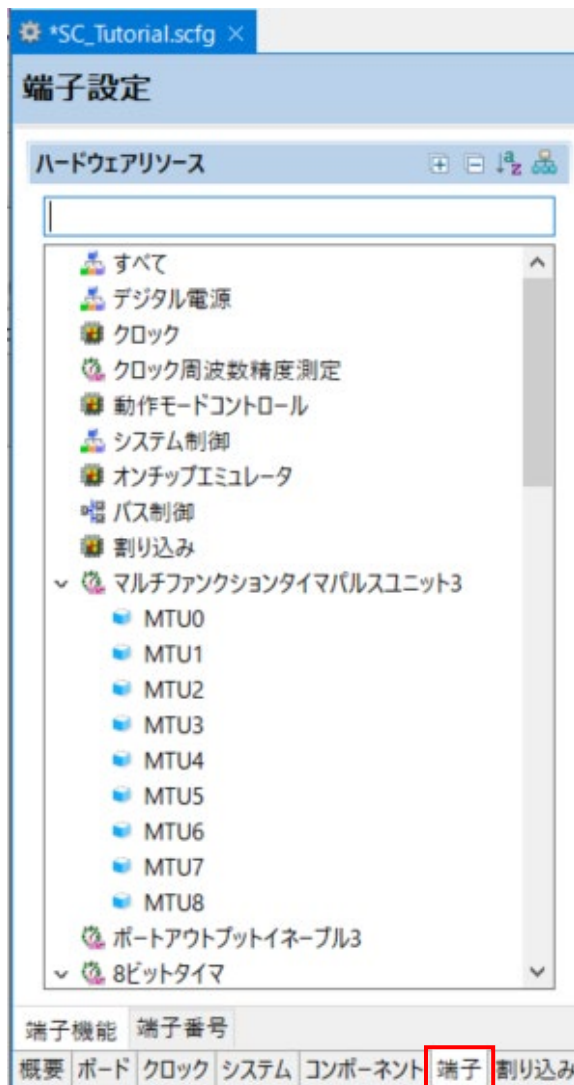 *SC_Tutorial.scfg ×
端子設定
ハードウェアリソース
すべて
デジタル電源
クロック
クロック周波数精度測定
動作モードコントロール
システム制御
オンチップエミュレータ
バス制御
割り込み
マルチファンクションタイマパルスユニット3
MTU0
MTU1
MTU2
MTU3
MTU4
MTU5
MTU6
MTU7
MTU8
ポートアウトプットイネーブル3
8ビットタイマ
端子機能 端子番号
概要 ボード クロック システム コンポーネント 端子 割り込み